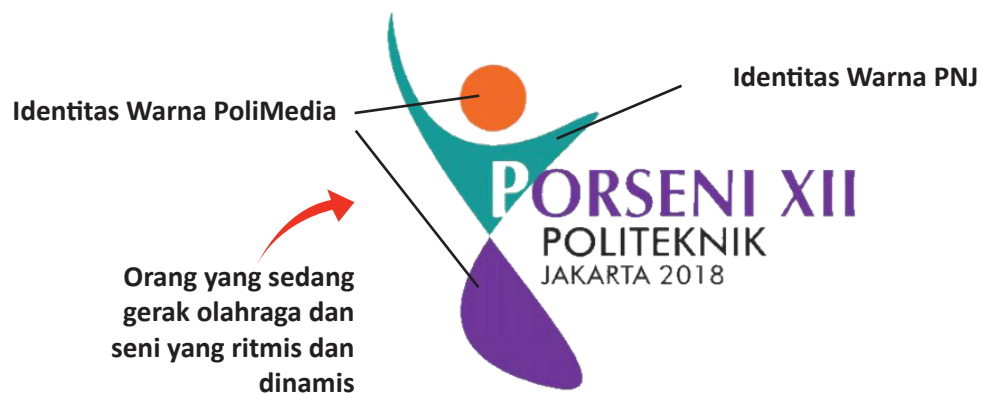 Identitas Warna PoliMedia
Identitas Warna PNJ
PORSENI XII
POLITEKNIK
JAKARTA 2018
Orang yang sedang
gerak olahraga dan
seni yang ritmis dan
dinamis